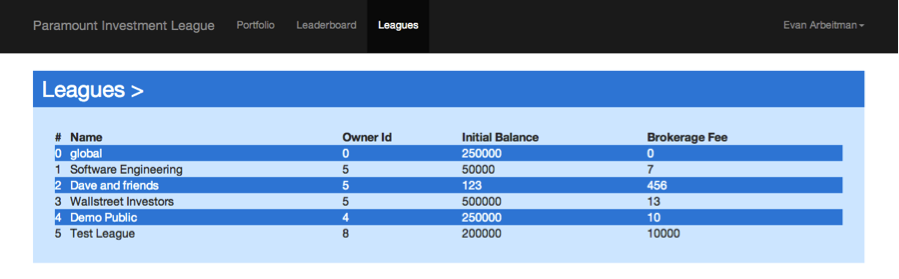 Paramount Investment League Portfolio Leaderboard Leagues Evan Arbeitman
Leagues >
# Name Owner Id Initial Balance Brokerage Fee
0 global 0 250000 0
1 Software Engineering 5 50000 7
2 Dave and friends 5 123 456
3 Wallstreet Investors 5 500000 13
4 Demo Public 4 250000 10
5 Test League 8 200000 10000